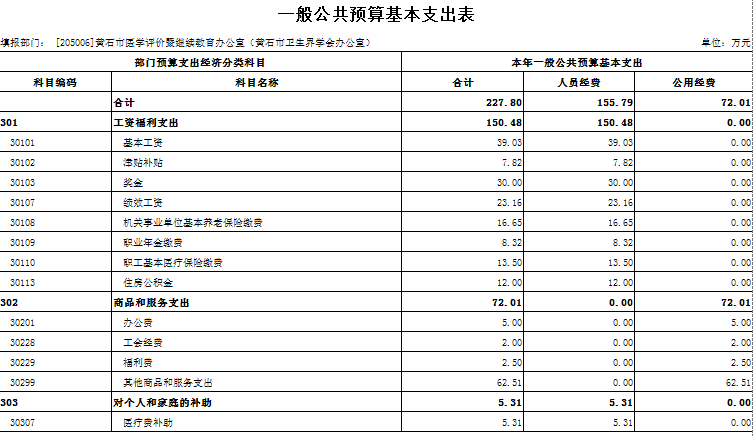 一般公共预算基本支出表
填报部门： [205006]黄石市医学评价暨继续教育办公室（黄石市卫生界学会办公室） 单位：万元
部门预算支出经济分类科目 本年一般公共预算基本支出
科目编码 科目名称 合计 人员经费 公用经费
合计 227.80 155.79 72.01
301 工资福利支出 150.48 150.48 0.00
30101 基本工资 39.03 39.03 0.00
30102 津贴补贴 7.82 7.82 0.00
30103 奖金 30.00 30.00 0.00
30107 绩效工资 23.16 23.16 0.00
30108 机关事业单位基本养老保险缴费 16.65 16.65 0.00
30109 职业年金缴费 8.32 8.32 0.00
30110 职工基本医疗保险缴费 13.50 13.50 0.00
30113 住房公积金 12.00 12.00 0.00
302 商品和服务支出 72.01 0.00 72.01
30201 办公费 5.00 0.00 5.00
30228 工会经费 2.00 0.00 2.00
30229 福利费 2.50 0.00 2.50
30299 其他商品和服务支出 62.51 0.00 62.51
303 对个人和家庭的补助 5.31 5.31 0.00
30307 医疗费补助 5.31 5.31 0.00